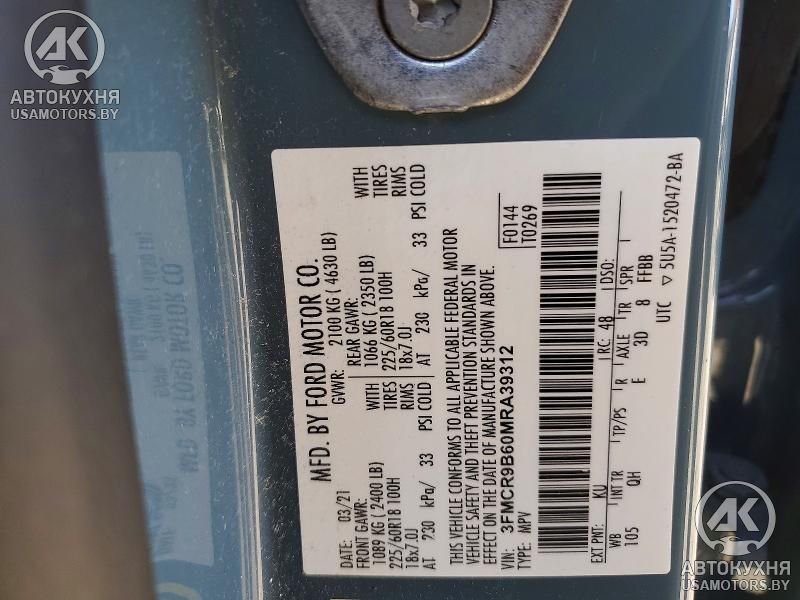 AK
АВТОКУХНЯ
USAMOTORS.BY
MFD. BY FORD MOTOR CO.
DATE: 03/21 GVWR: 2100 KG ( 4630 LB)
FRONT GAWR: REAR GAWR:
1089 KG ( 2400 LB) WITH 1066 KG ( 2350 LB) WITH
225/60R18 100H TIRES 225/60R18 100H TIRES
18x7.0J RIMS 18x7.0J RIMS
AT 230 kPa/ 33 PSI COLD AT 230 kPa/ 33 PSI COLD
THIS VEHICLE CONFORMS TO ALL APPLICABLE FEDERAL MOTOR
VEHICLE SAFETY AND THEFT PREVENTION STANDARDS IN
EFFECT ON THE DATE OF MANUFACTURE SHOWN ABOVE.
VIN: 3FMCR9B60MRA39312 F0144
TYPE: MPV T0269
EXT PNT: KU RC: 48 DSO:
WB INT TR TP/PS R AXLE TR SPR
105 QH E 3D 8 FFBB
UTC ▽ 5U5A-1520472-BA
AK
АВТОКУХНЯ
USAMOTORS.BY